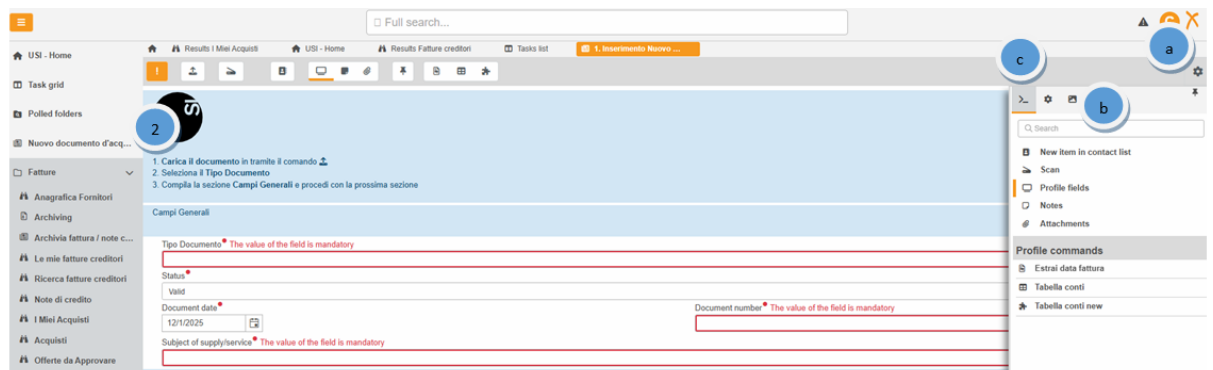 Full search...
USI - Home
Task grid
Polled folders
Nuovo documento d'acq...
Fatture
Anagrafica Fornitori
Archiving
Archivia fattura / note c...
Le mie fatture creditori
Ricerca fatture creditori
Note di credito
I Miei Acquisti
Acquisti
Offerte da Approvare
Results I Miei Acquisti
USI - Home
Results Fatture creditori
Tasks list
1. Inserimento Nuovo ...
SI
2
1. Carica il documento in tramite il comando
2. Seleziona il Tipo Documento
3. Compila la sezione Campi Generali e procedi con la prossima sezione
Campi Generali
Tipo Documento The value of the field is mandatory
Status
Valid
Document date
12/1/2025
Document number The value of the field is mandatory
Subject of supply/service The value of the field is mandatory
a
c
b
Search
New item in contact list
Scan
Profile fields
Notes
Attachments
Profile commands
Estrai data fattura
Tabella conti
Tabella conti new